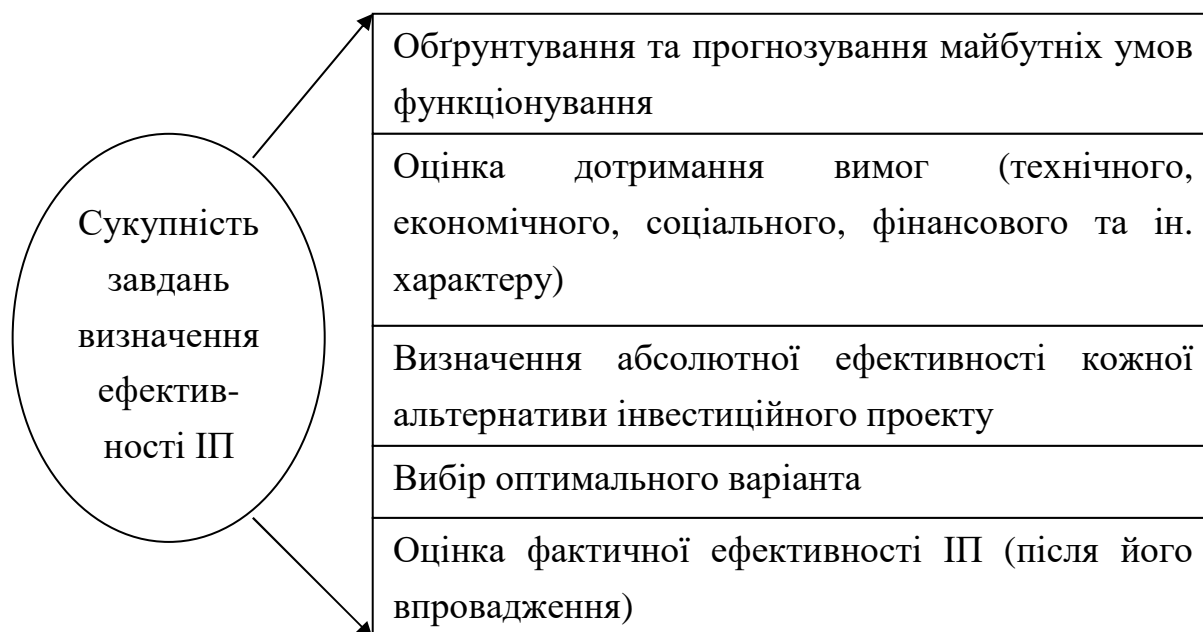 Сукупність
завдань
визначення
ефектив-
ності ІП
Обґрунтування та прогнозування майбутніх умов
функціонування
Оцінка дотримання вимог (технічного,
економічного, соціального, фінансового та ін.
характеру)
Визначення абсолютної ефективності кожної
альтернативи інвестиційного проекту
Вибір оптимального варіанта
Оцінка фактичної ефективності ІП (після його
впровадження)